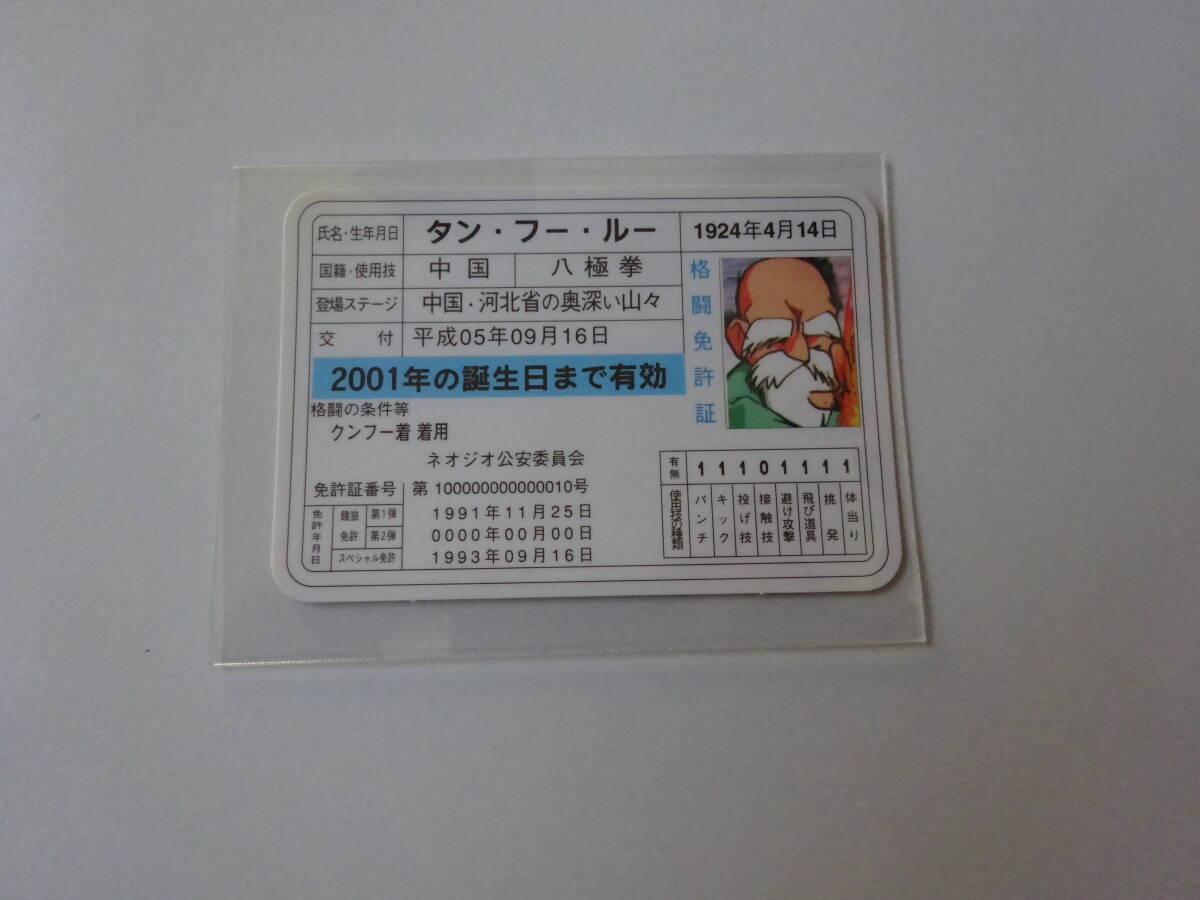 氏名・生年月日 タン・フー・ルー 1924年4月14日
国籍・使用技 中国 八極拳
登場ステージ 中国・河北省の奥深い山々
交付 平成05年09月16日
2001年の誕生日まで有効
格闘免許証
格闘の条件等
クンフー着 着用
ネオジオ公安委員会
免許証番号 第 100000000000010号
免許年月日
餓狼 第1弾 1991年11月25日
免許 第2弾 0000年00月00日
スペシャル免許 1993年09月16日
有無 1 1 1 0 1 1 1 1
使用技の種類 パンチ キック 投げ技 接触技 避け攻撃 飛び道具 挑発 体当り